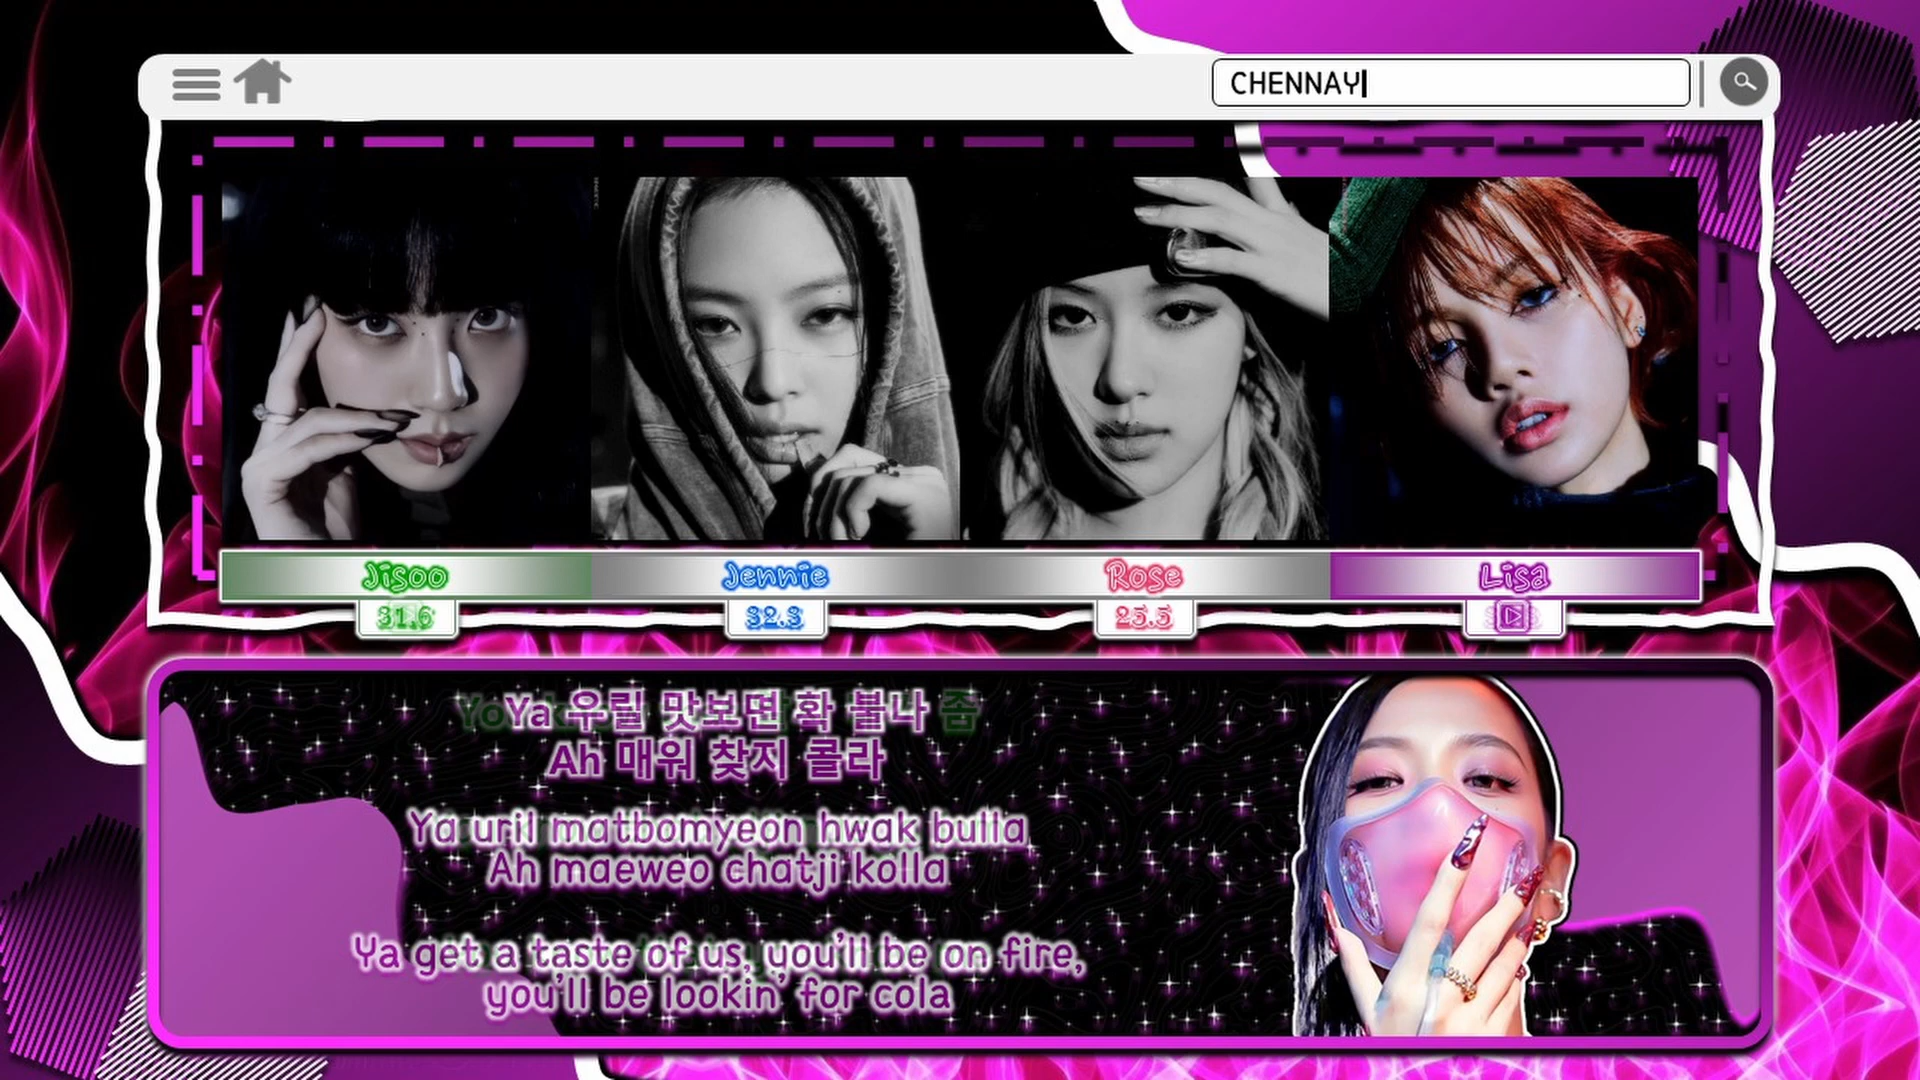 CHENNAY
Jisoo
Jennie
Rose
Lisa
31.6
32.3
25.5
Ya 우릴 맛보면 확 불나
Ah 매워 찾지 콜라
Ya uril matbomyeon hwak bulla
Ah maeweo chatji kolla
Ya get a taste of us, you'll be on fire,
you'll be lookin' for cola